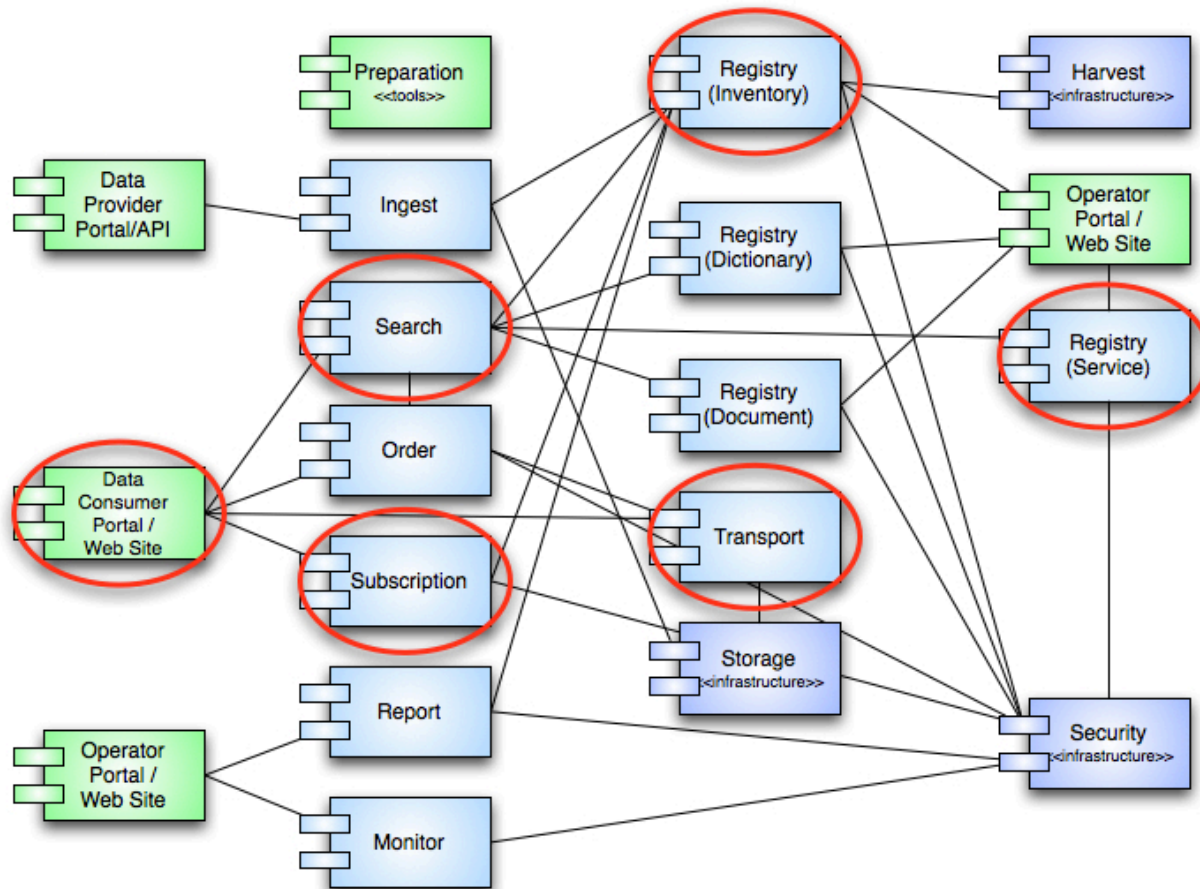 Preparation
<<tools>>
Registry
(Inventory)
Harvest
<<infrastructure>>
Data
Provider
Portal/API
Ingest
Registry
(Dictionary)
Operator
Portal /
Web Site
Search
Registry
(Service)
Registry
(Document)
Order
Data
Consumer
Portal /
Web Site
Transport
Subscription
Storage
<<infrastructure>>
Report
Security
<<infrastructure>>
Operator
Portal /
Web Site
Monitor